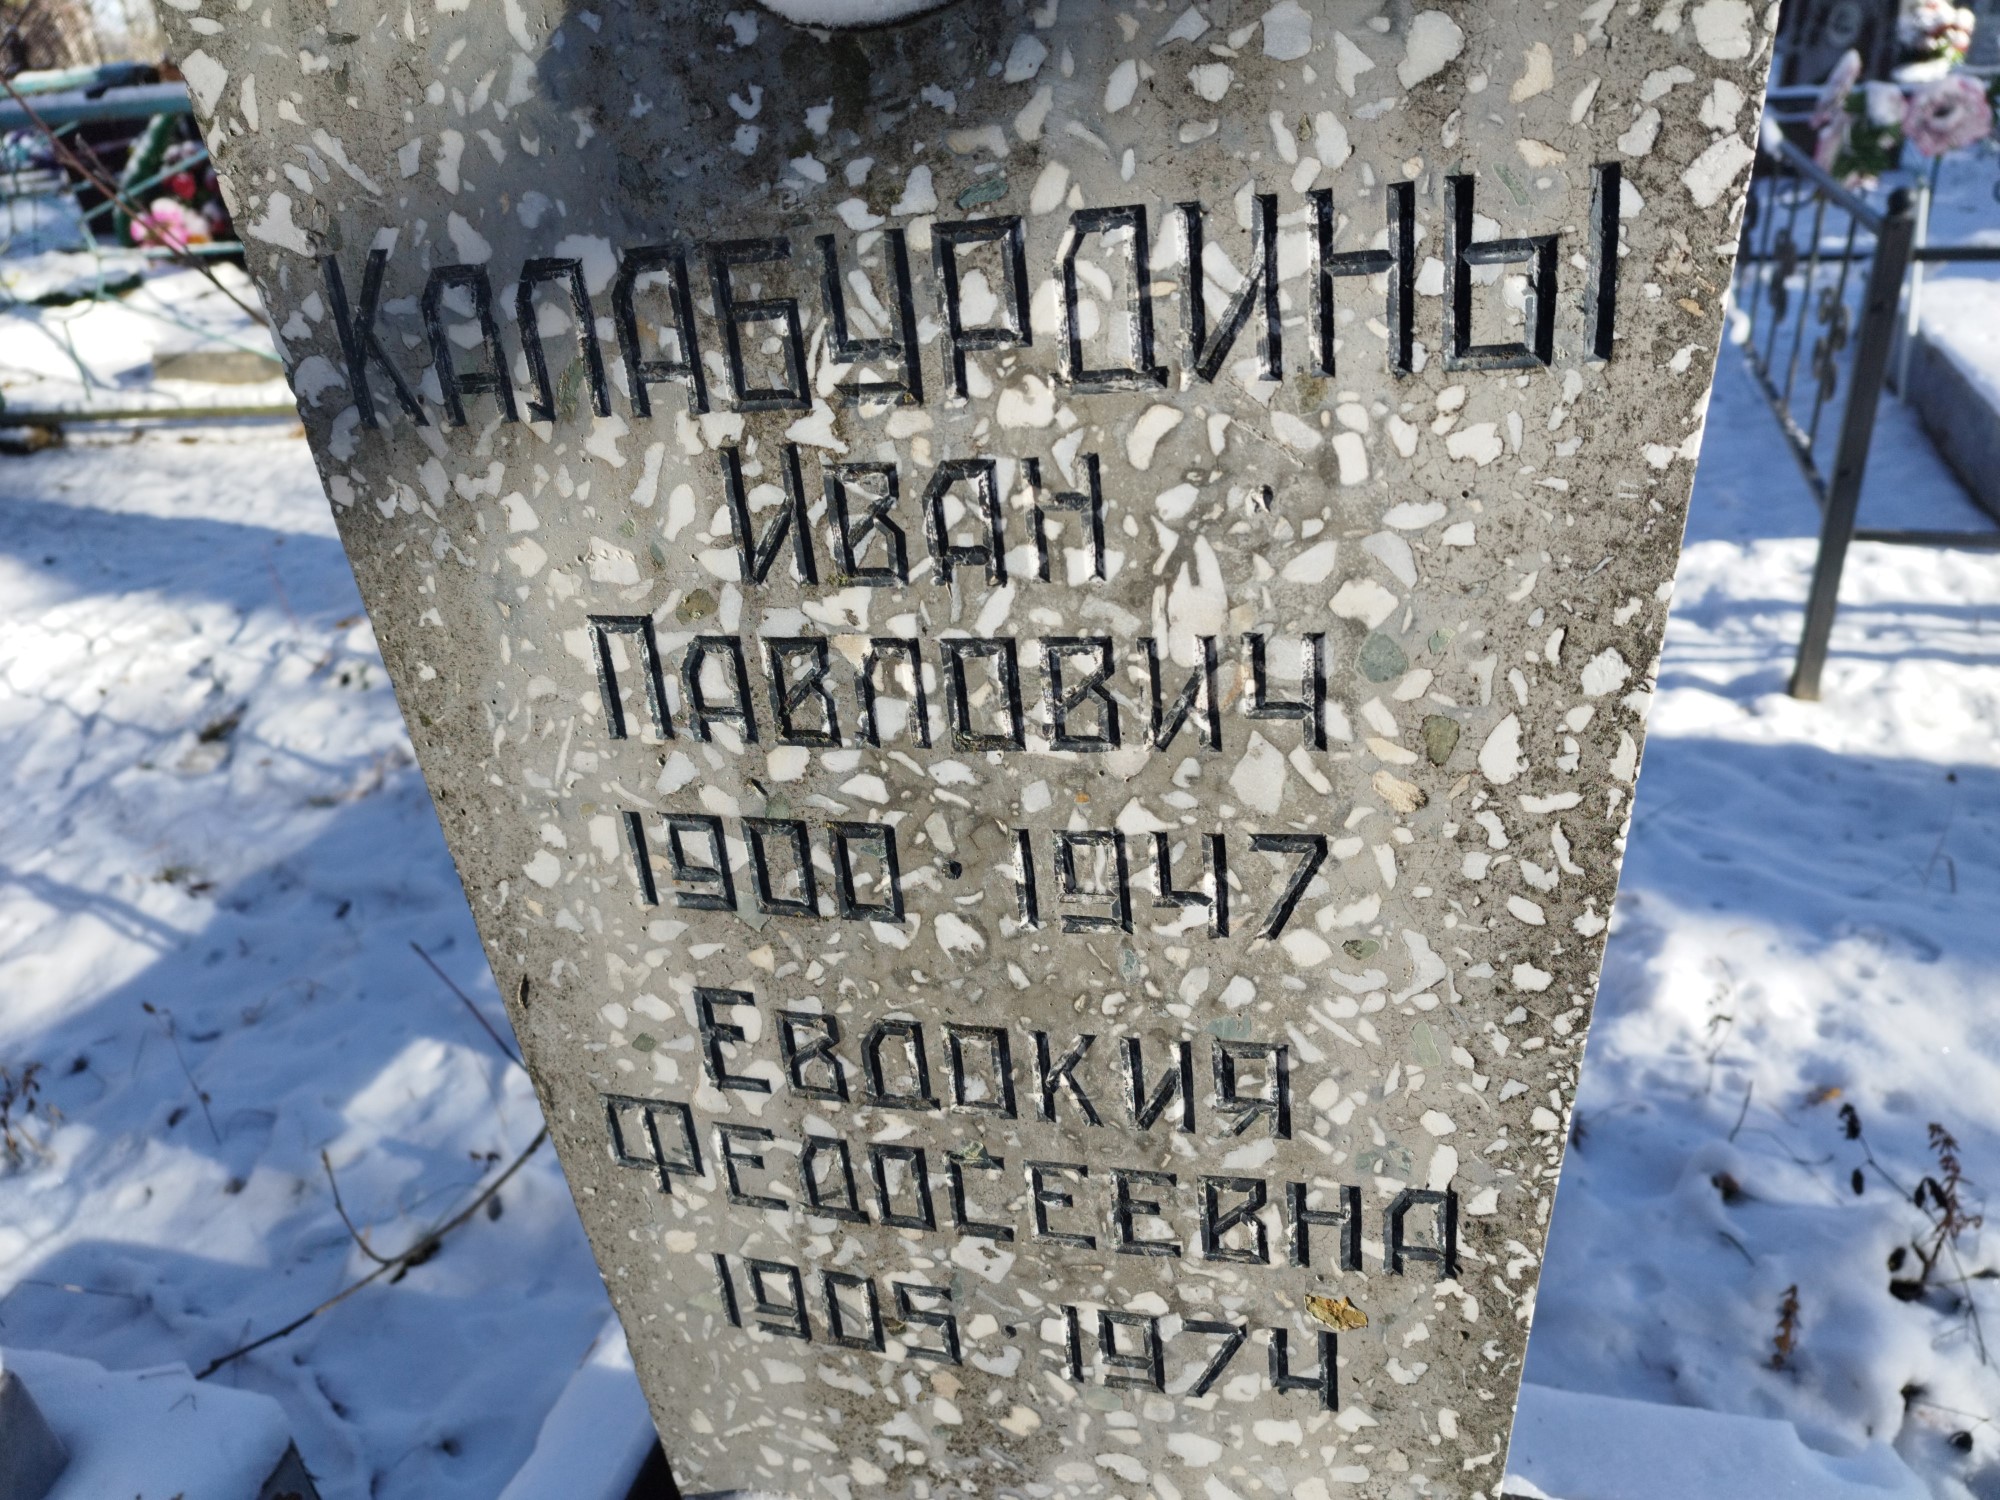 КАЛАБУРДИНЫ
ИВАН
ПАВЛОВИЧ
1900·1947
ЕВДОКИЯ
ФЕДОСЕЕВНА
1905·1974